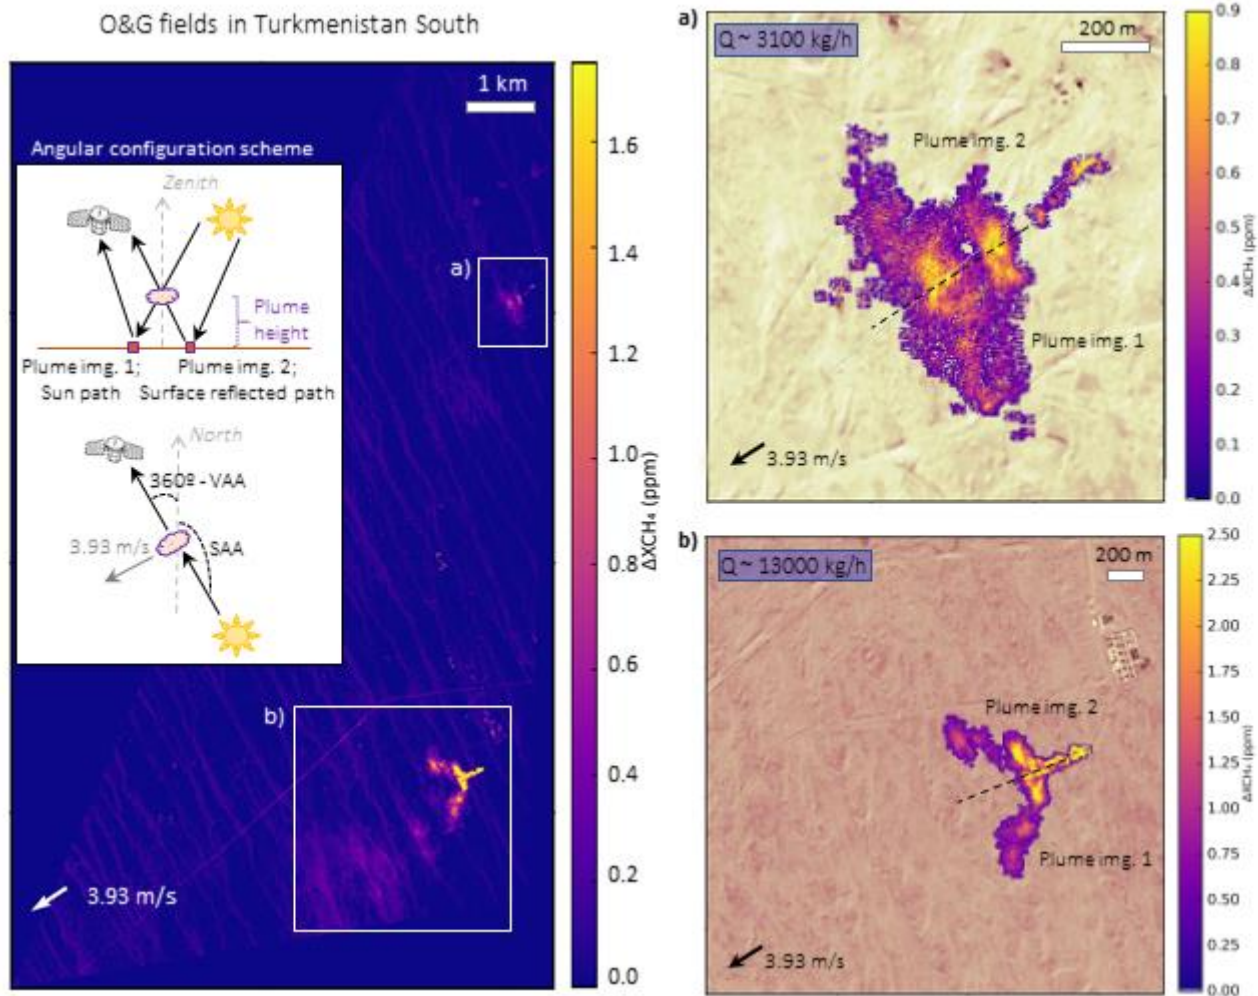 O&G fields in Turkmenistan South
1 km
Angular configuration scheme
Zenith
Plume
height
Plume img. 1;
Sun path
Plume img. 2;
Surface reflected path
North
360º - VAA
3.93 m/s
SAA
a)
b)
3.93 m/s
1.6
1.4
1.2
1.0
0.8
0.6
0.4
0.2
0.0
ΔXCH₄ (ppm)
a)
Q ~ 3100 kg/h
200 m
Plume img. 2
Plume img. 1
3.93 m/s
0.9
0.8
0.7
0.6
0.5
0.4
0.3
0.2
0.1
0.0
ΔXCH₄ (ppm)
b)
Q ~ 13000 kg/h
200 m
Plume img. 2
Plume img. 1
3.93 m/s
2.50
2.25
2.00
1.75
1.50
1.25
1.00
0.75
0.50
0.25
0.00
ΔXCH₄ (ppm)